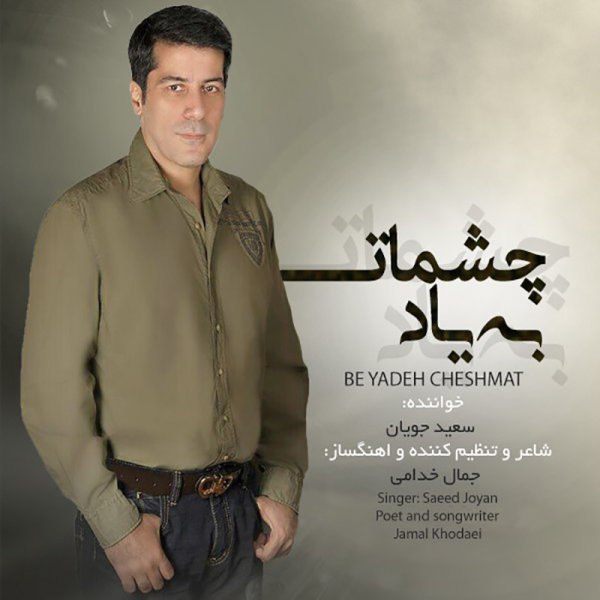 به یاد
چشمات
BE YADEH CHESHMAT
خواننده:
سعید جویان
شاعر و تنظیم کننده و اهنگساز:
جمال خدامی
Singer: Saeed Joyan
Poet and songwriter
Jamal Khodaei